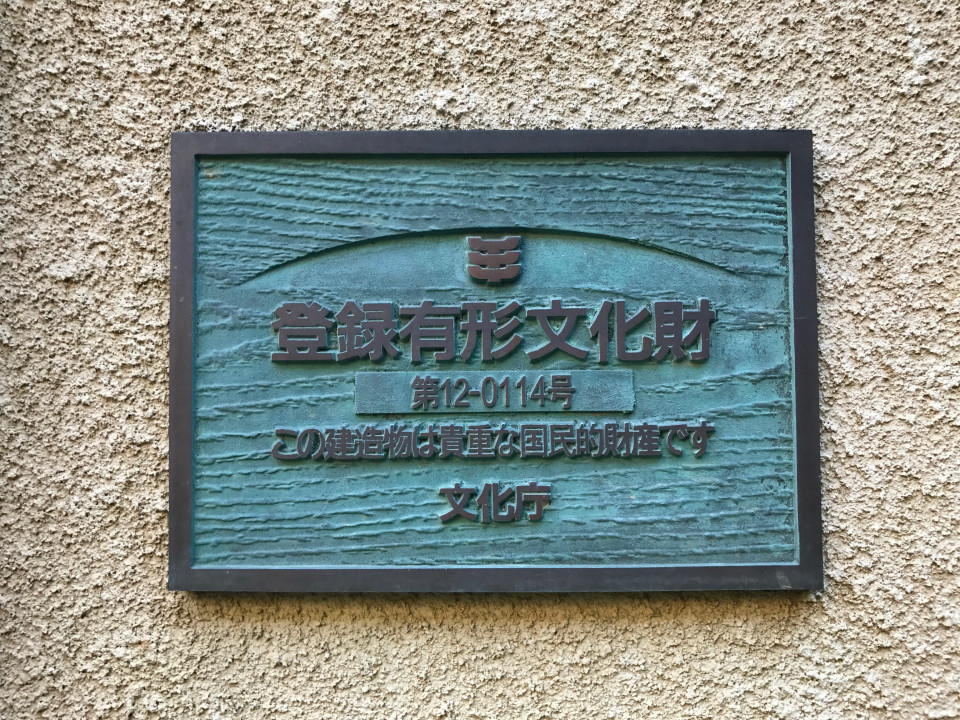 登録有形文化財
第12-0114号
この建造物は貴重な国民的財産です
文化庁